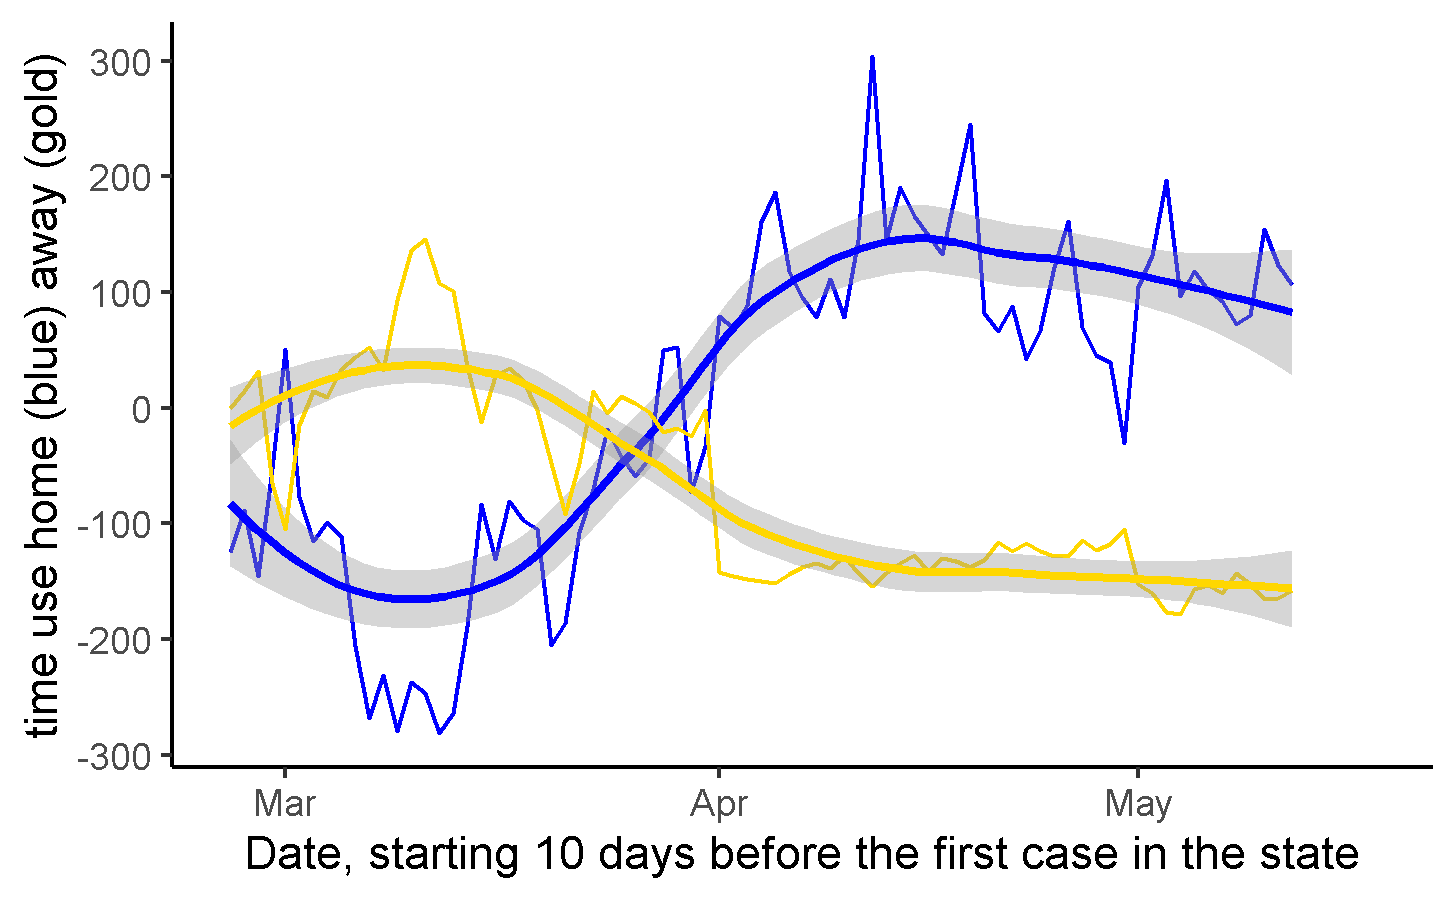 time use home (blue) away (gold)
300
200
100
0
-100
-200
-300
Mar
Apr
May
Date, starting 10 days before the first case in the state